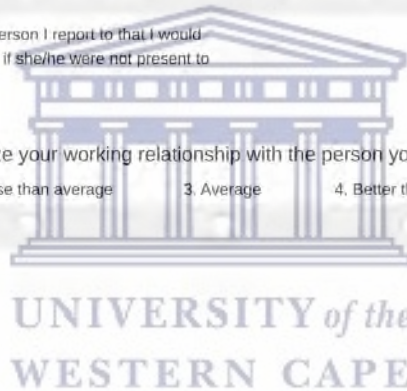 erson I report to that I would
if she/he were not present to
e your working relationship with the person yo
se than average 3. Average 4. Better th
UNIVERSITY of the
WESTERN CAPE